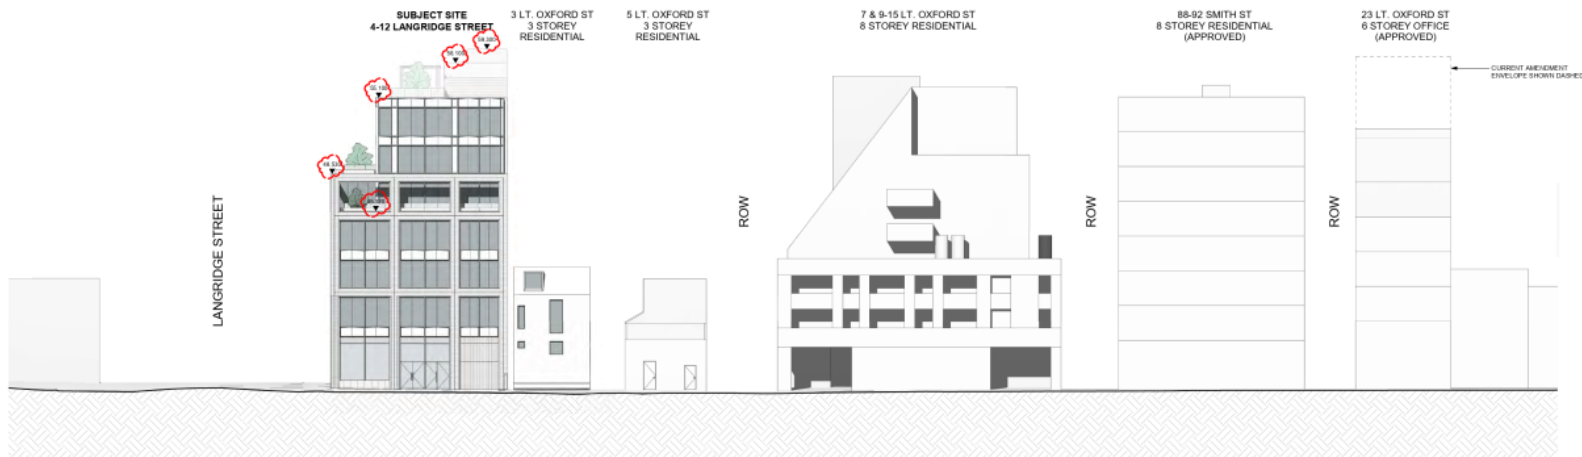 SUBJECT SITE
4-12 LANGRIDGE STREET
3 LT. OXFORD ST
3 STOREY
RESIDENTIAL
5 LT. OXFORD ST
3 STOREY
RESIDENTIAL
7 & 9-15 LT. OXFORD ST
8 STOREY RESIDENTIAL
88-92 SMITH ST
8 STOREY RESIDENTIAL
(APPROVED)
23 LT. OXFORD ST
6 STOREY OFFICE
(APPROVED)
CURRENT AMENDMENT
ENVELOPE SHOWN DASHED
55.100
LANGRIDGE STREET
ROW
ROW
ROW